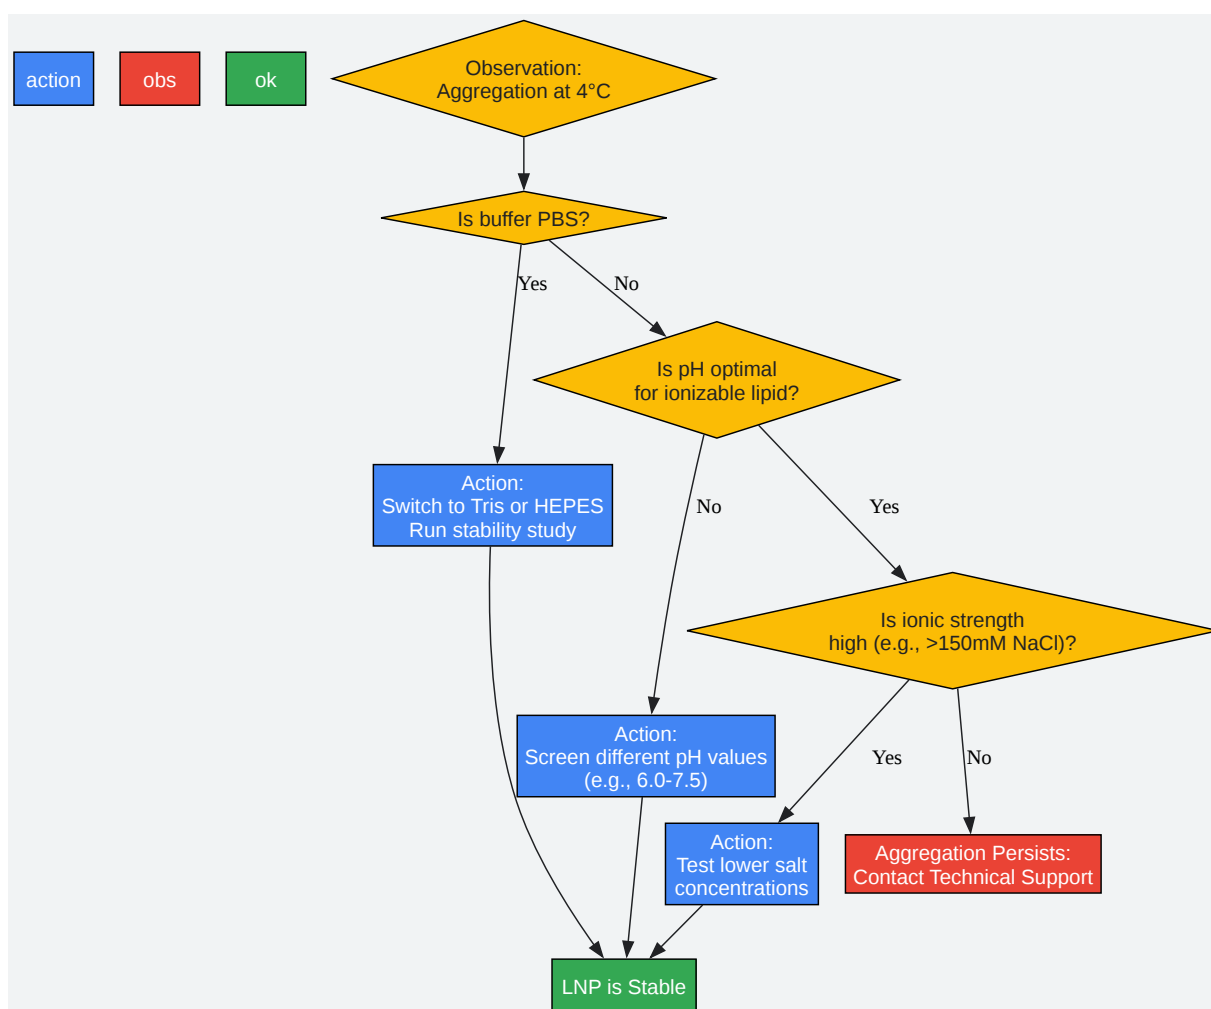 action
obs
ok
Observation:
Aggregation at 4°C
Is buffer PBS?
Yes
No
Is pH optimal
for ionizable lipid?
Action:
Switch to Tris or HEPES
Run stability study
No
Yes
Is ionic strength
high (e.g., >150mM NaCl)?
Action:
Screen different pH values
(e.g., 6.0-7.5)
Yes
No
Action:
Test lower salt
concentrations
Aggregation Persists:
Contact Technical Support
LNP is Stable